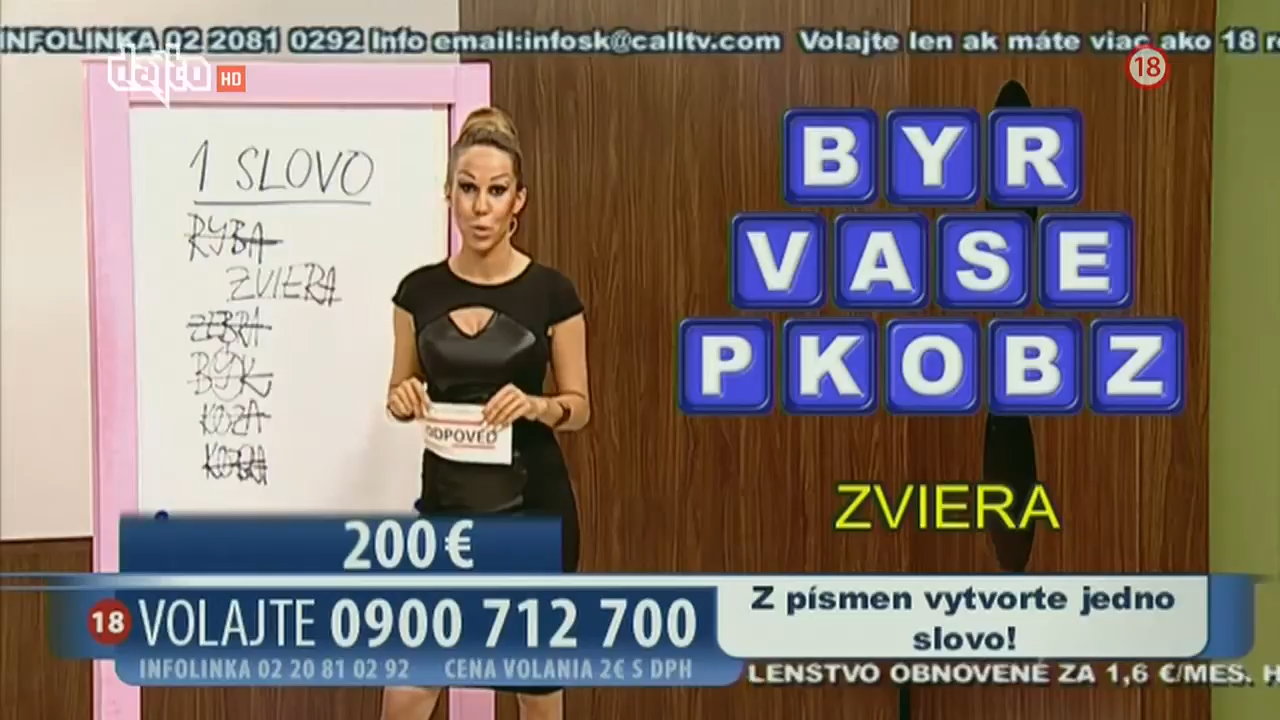 INFOLINKA 02 2081 0292 Info email:infosk@calltv.com Volajte len ak máte viac ako 18 r
dajto HD
18
1 SLOVO
RYBA
ZVIERA
ZEBRA
BÝK
KOZA
KOBRA
BYR
VASE
PKOBZ
ODPOVEĎ
ZVIERA
200 €
18 VOLAJTE 0900 712 700
Z písmen vytvorte jedno
slovo!
INFOLINKA 02 20 81 02 92 CENA VOLANIA 2€ S DPH
LENSTVO OBNOVENÉ ZA 1,6 €/MES. H